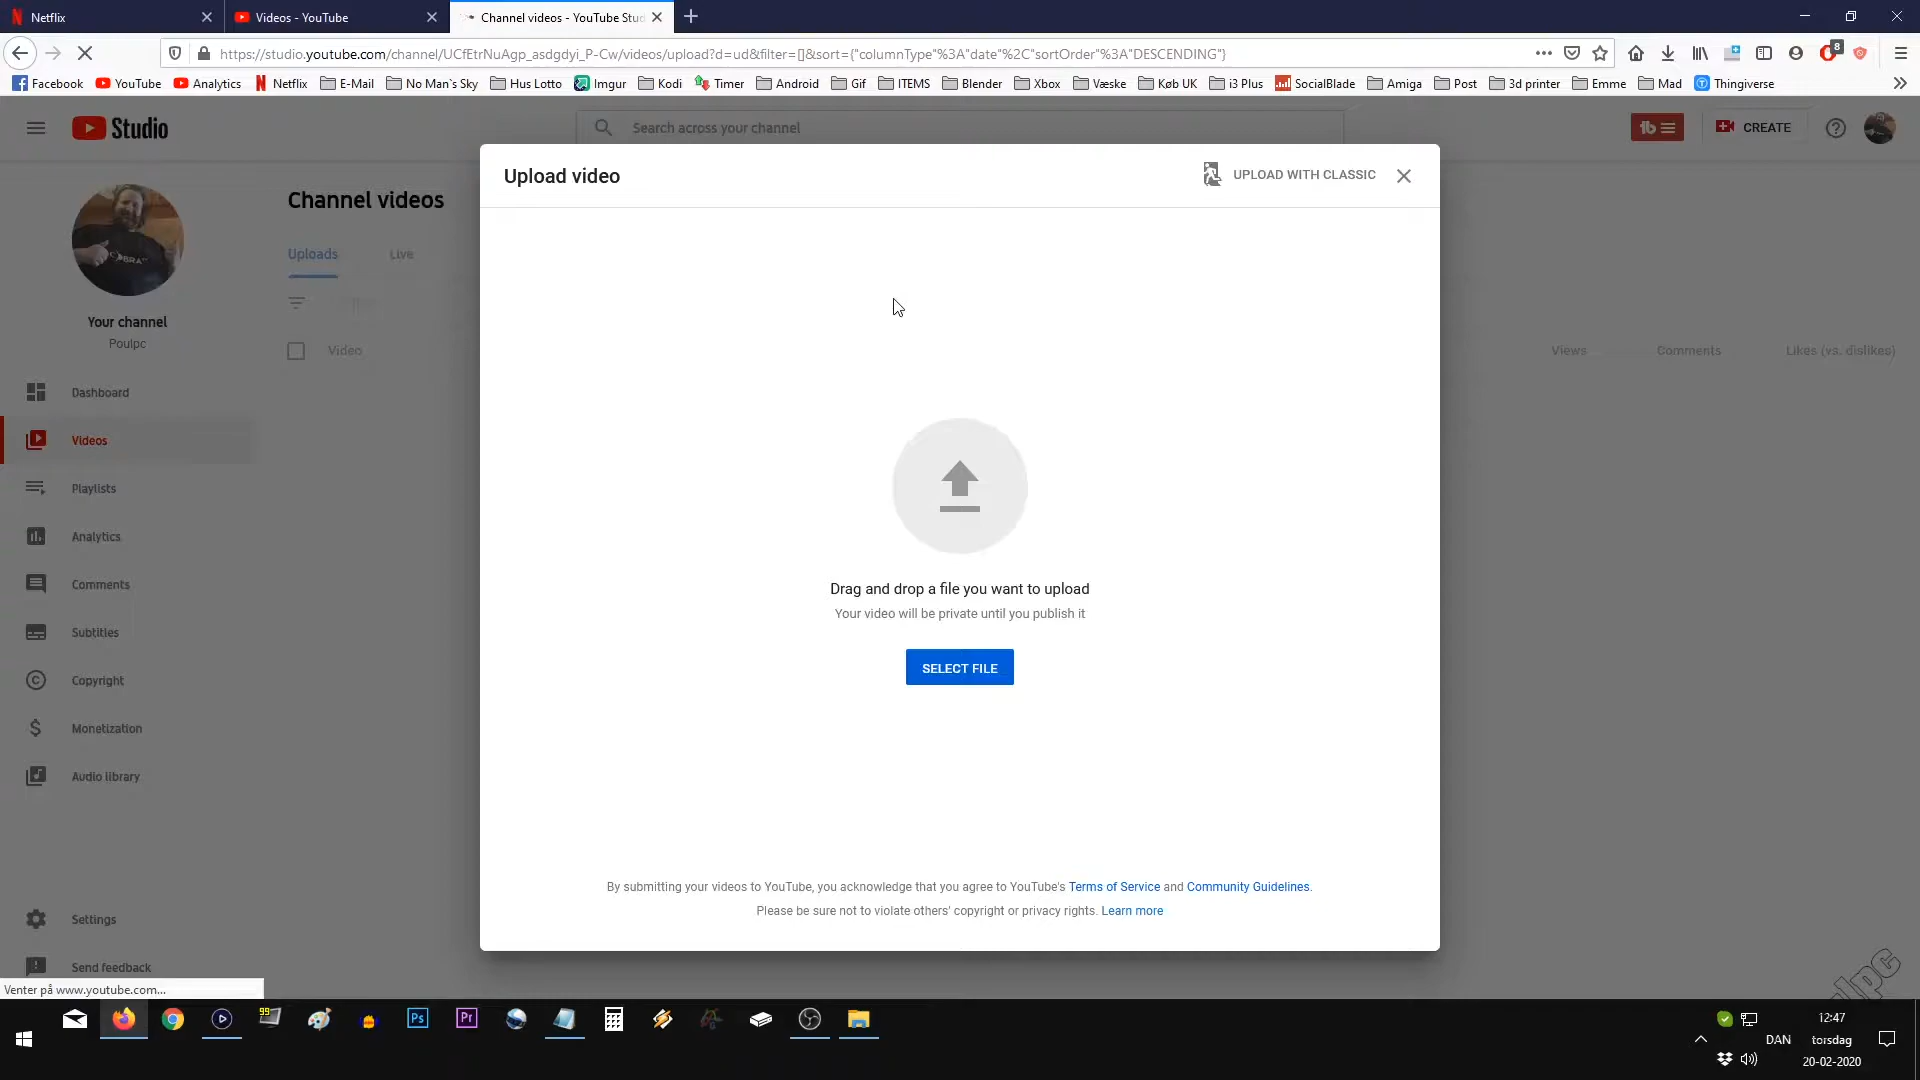 Netflix
Videos - YouTube
Channel videos - YouTube Stud
https://studio.youtube.com/channel/UCfEtrNuAgp_asdgdyi_P-Cw/videos/upload?d=ud&filter=[]&sort={"columnType"%3A"date"%2C"sortOrder"%3A"DESCENDING"}
8
Facebook YouTube Analytics Netflix E-Mail No Man`s Sky Hus Lotto Imgur Kodi Timer Android Gif ITEMS Blender Xbox Væske Køb UK i3 Plus SocialBlade Amiga Post 3d printer Emme Mad Thingiverse
Studio
Search across your channel
CREATE
Upload video
UPLOAD WITH CLASSIC
Channel videos
Uploads
Live
Your channel
Poulpc
Video
Views
Comments
Likes (vs. dislikes)
Dashboard
Videos
Playlists
Analytics
Comments
Subtitles
Copyright
Monetization
Audio library
Settings
Send feedback
Drag and drop a file you want to upload
Your video will be private until you publish it
SELECT FILE
By submitting your videos to YouTube, you acknowledge that you agree to YouTube's Terms of Service and Community Guidelines.
Please be sure not to violate others' copyright or privacy rights. Learn more
Venter på www.youtube.com...
99
Ps
Pr
12:47
DAN
torsdag
20-02-2020